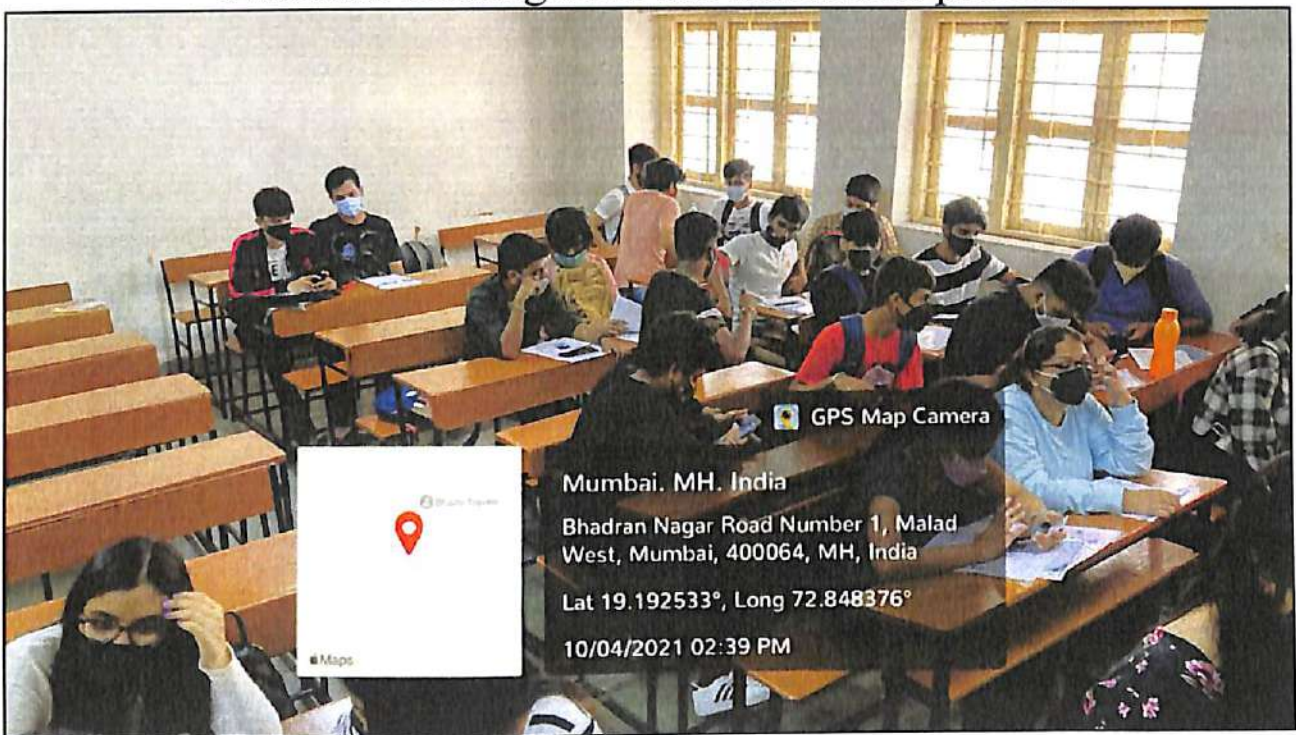 GPS Map Camera
Mumbai. MH. India
Bhadran Nagar Road Number 1, Malad
West, Mumbai, 400064, MH, India
Lat 19.192533°, Long 72.848376°
10/04/2021 02:39 PM
Maps